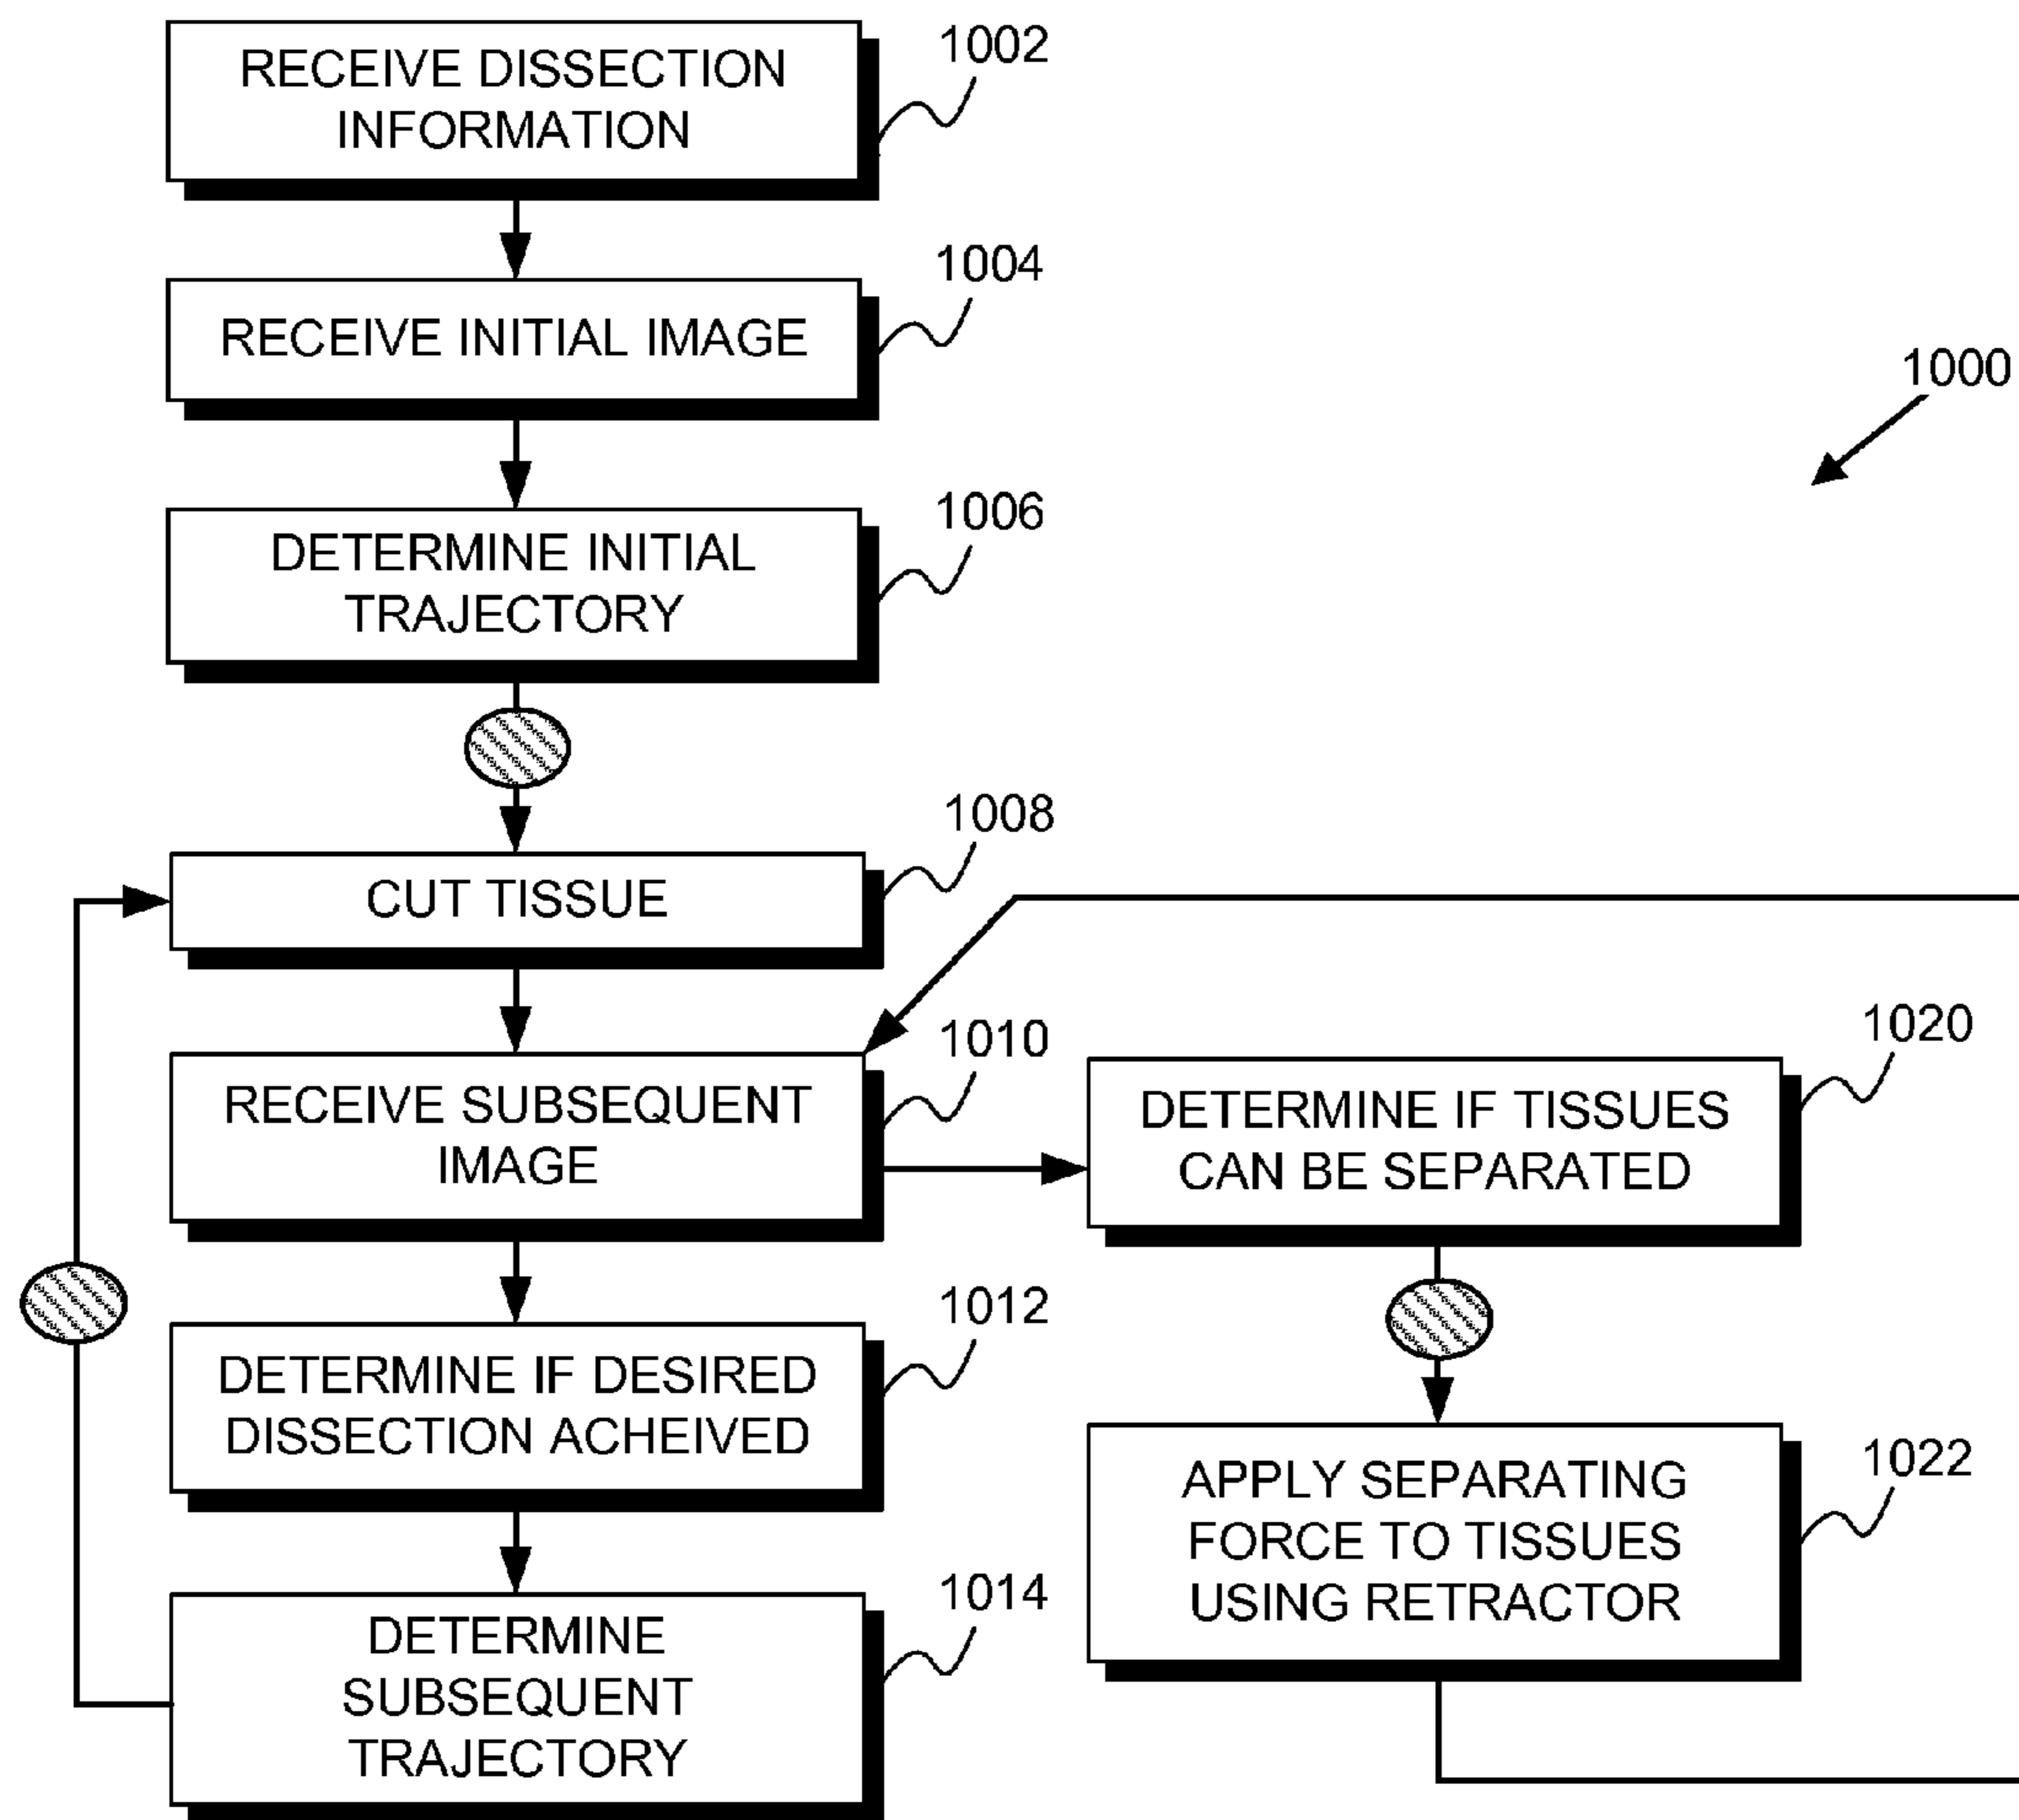 RECEIVE DISSECTION
INFORMATION
1002
RECEIVE INITIAL IMAGE
1004
1000
DETERMINE INITIAL
TRAJECTORY
1006
CUT TISSUE
1008
RECEIVE SUBSEQUENT
IMAGE
1010
DETERMINE IF TISSUES
CAN BE SEPARATED
1020
DETERMINE IF DESIRED
DISSECTION ACHEIVED
1012
APPLY SEPARATING
FORCE TO TISSUES
USING RETRACTOR
1022
DETERMINE
SUBSEQUENT
TRAJECTORY
1014